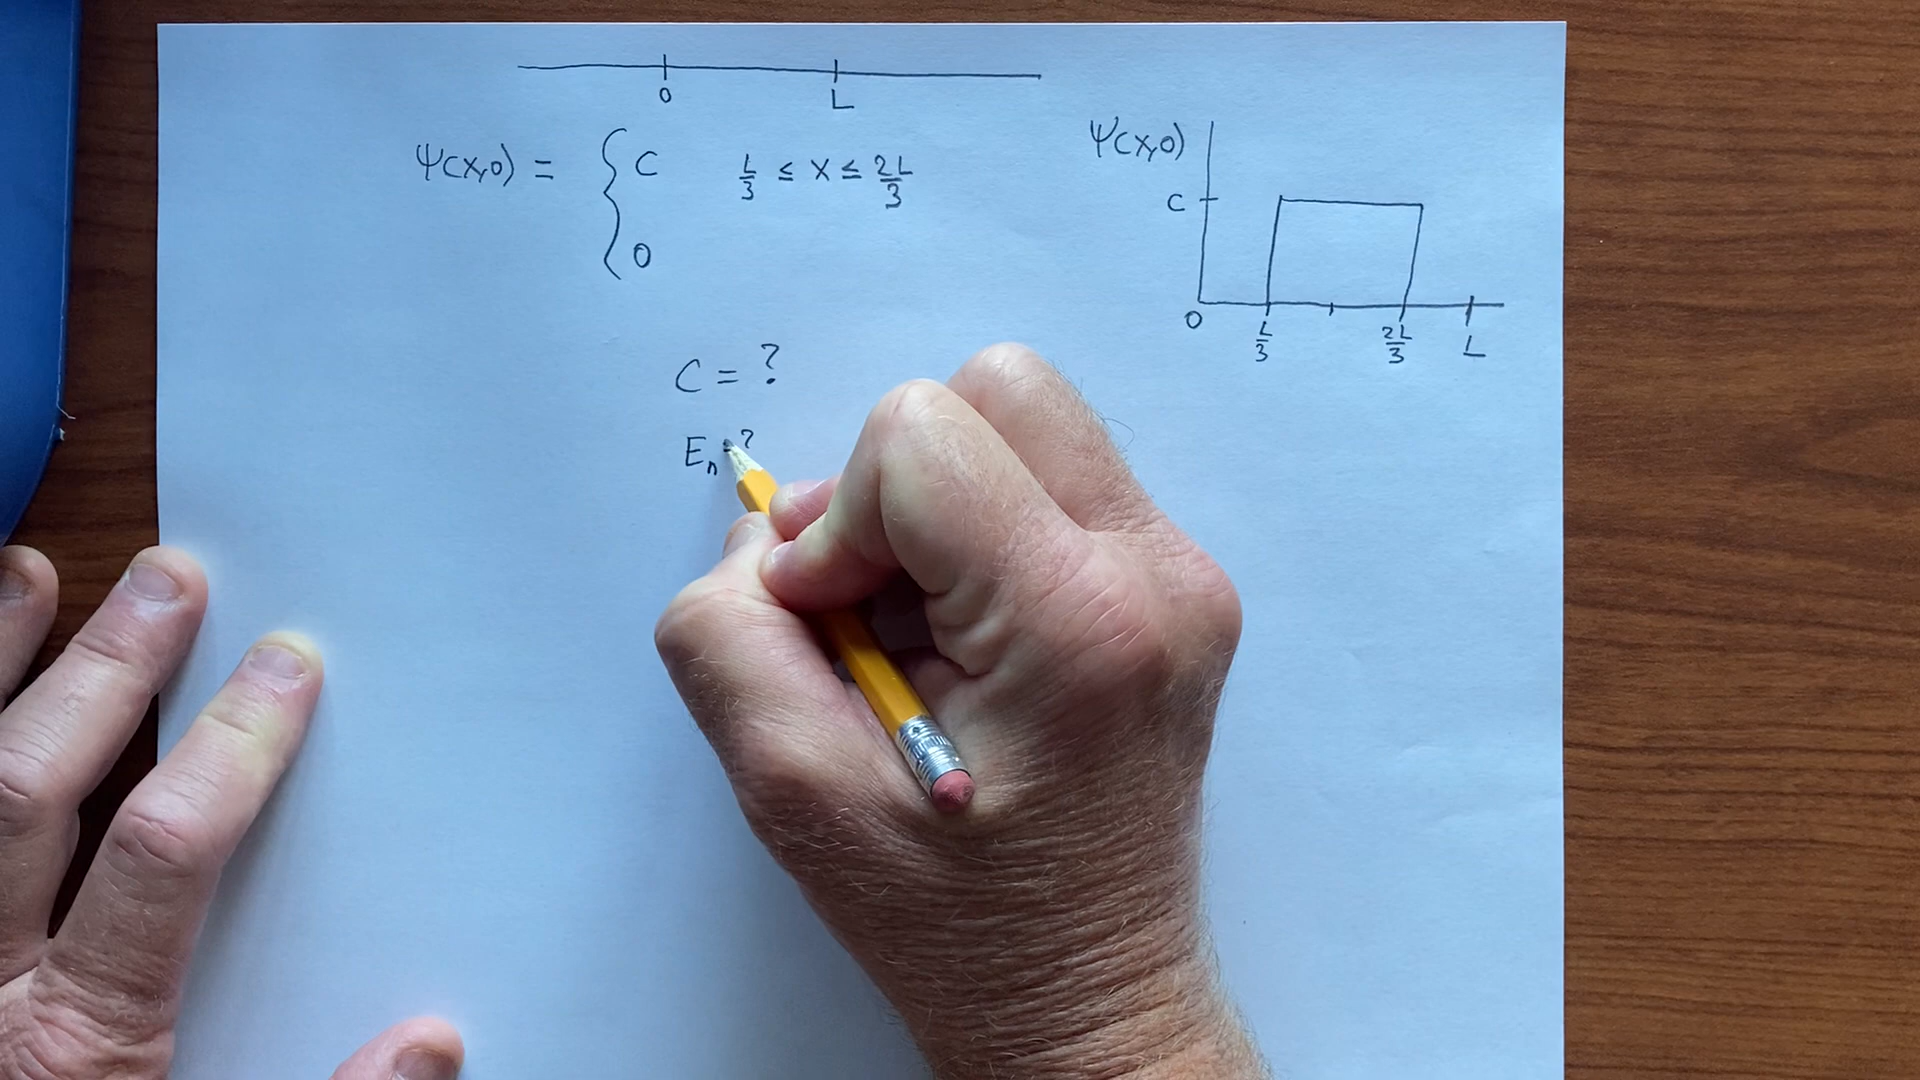 0 L
Ψ(x,0) = { C L/3 ≤ x ≤ 2L/3
0
Ψ(x,0)
C
0 L/3 2L/3 L
C = ?
En ?